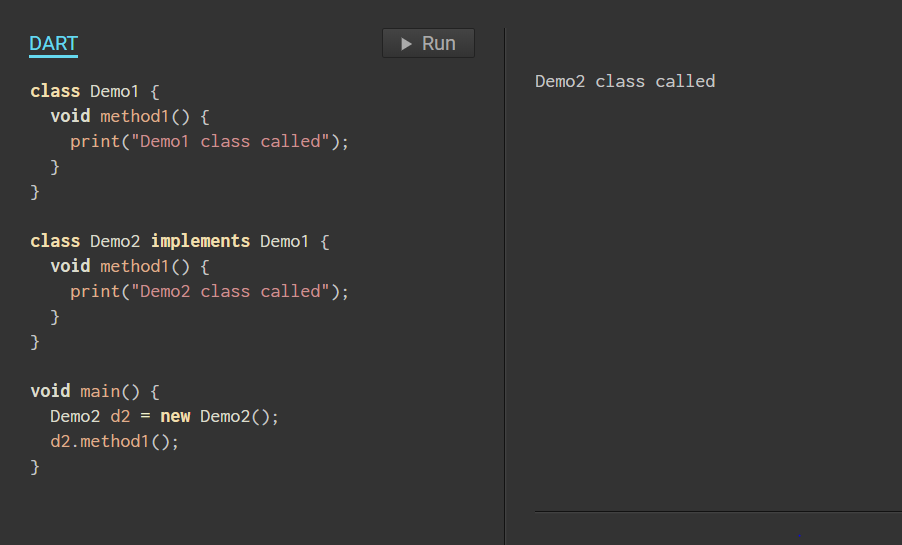 DART
Run
class Demo1 {
  void method1() {
    print("Demo1 class called");
  }
}

class Demo2 implements Demo1 {
  void method1() {
    print("Demo2 class called");
  }
}

void main() {
  Demo2 d2 = new Demo2();
  d2.method1();
}
Demo2 class called